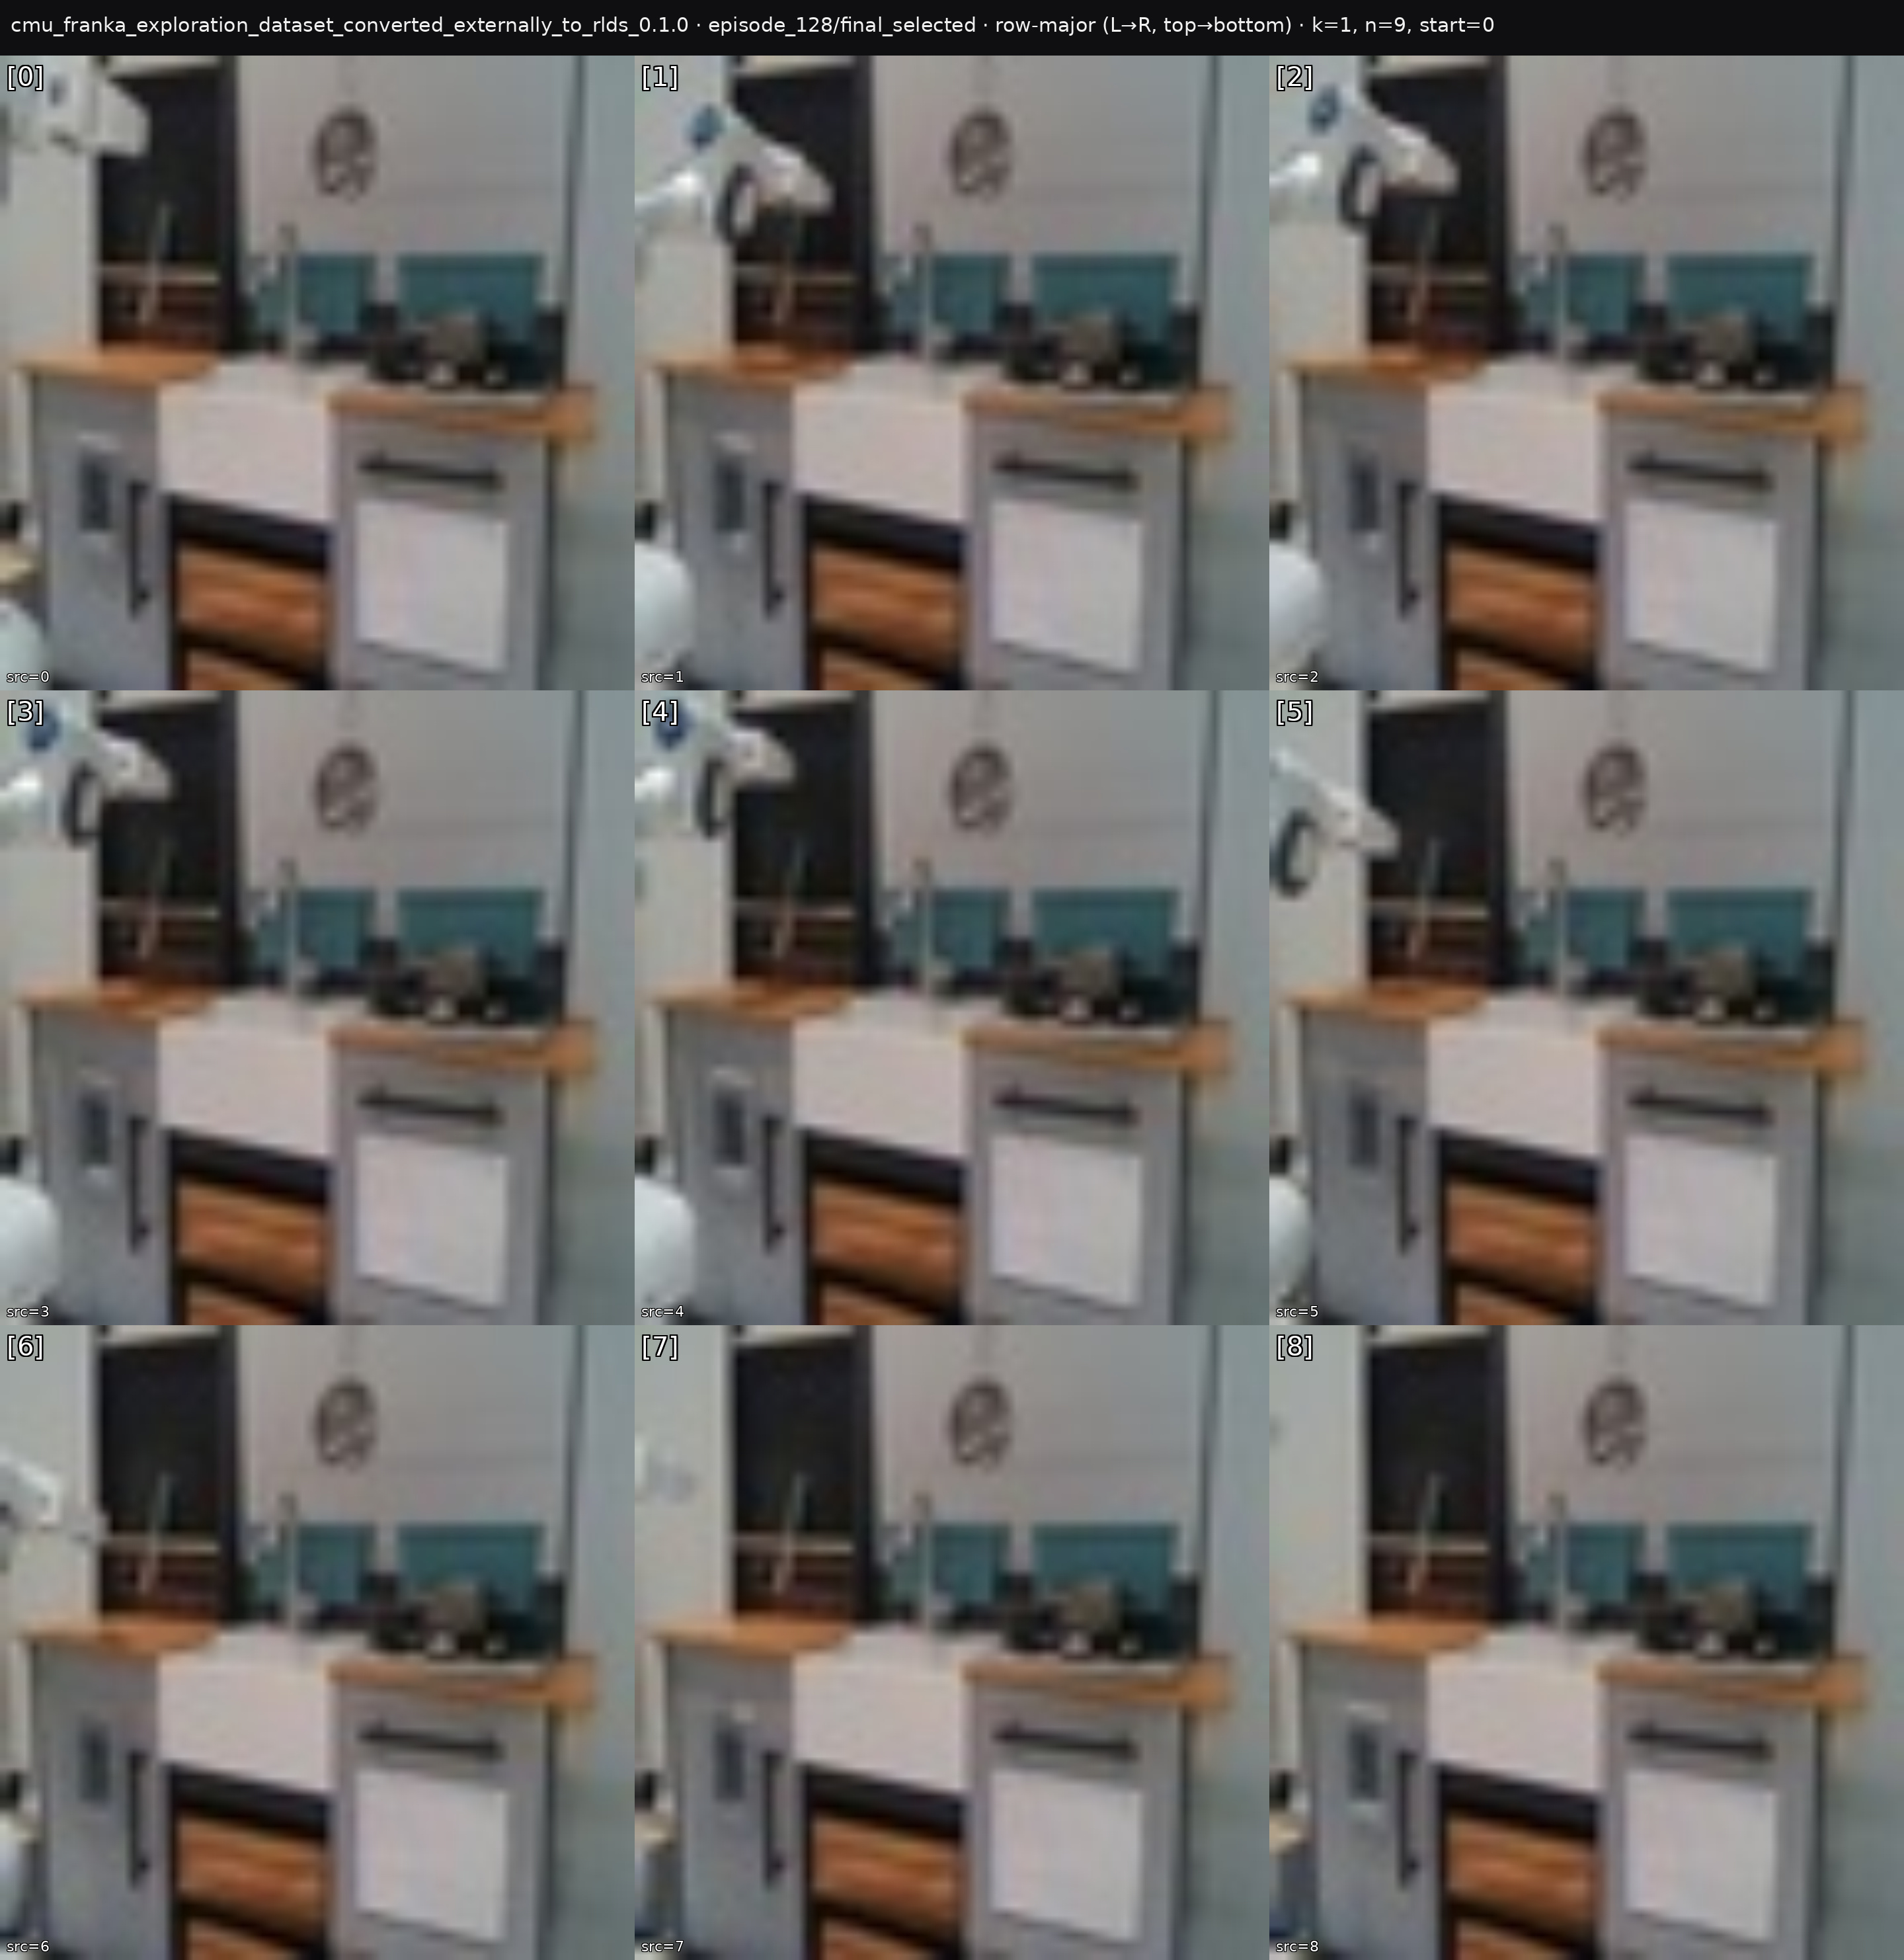 cmu_franka_exploration_dataset_converted_externally_to_rlds_0.1.0 · episode_128/final_selected · row-major (L→R, top→bottom) · k=1, n=9, start=0
[0]
[1]
[2]
src=0
src=1
src=2
[3]
[4]
[5]
src=3
src=4
src=5
[6]
[7]
[8]
src=6
src=7
src=8